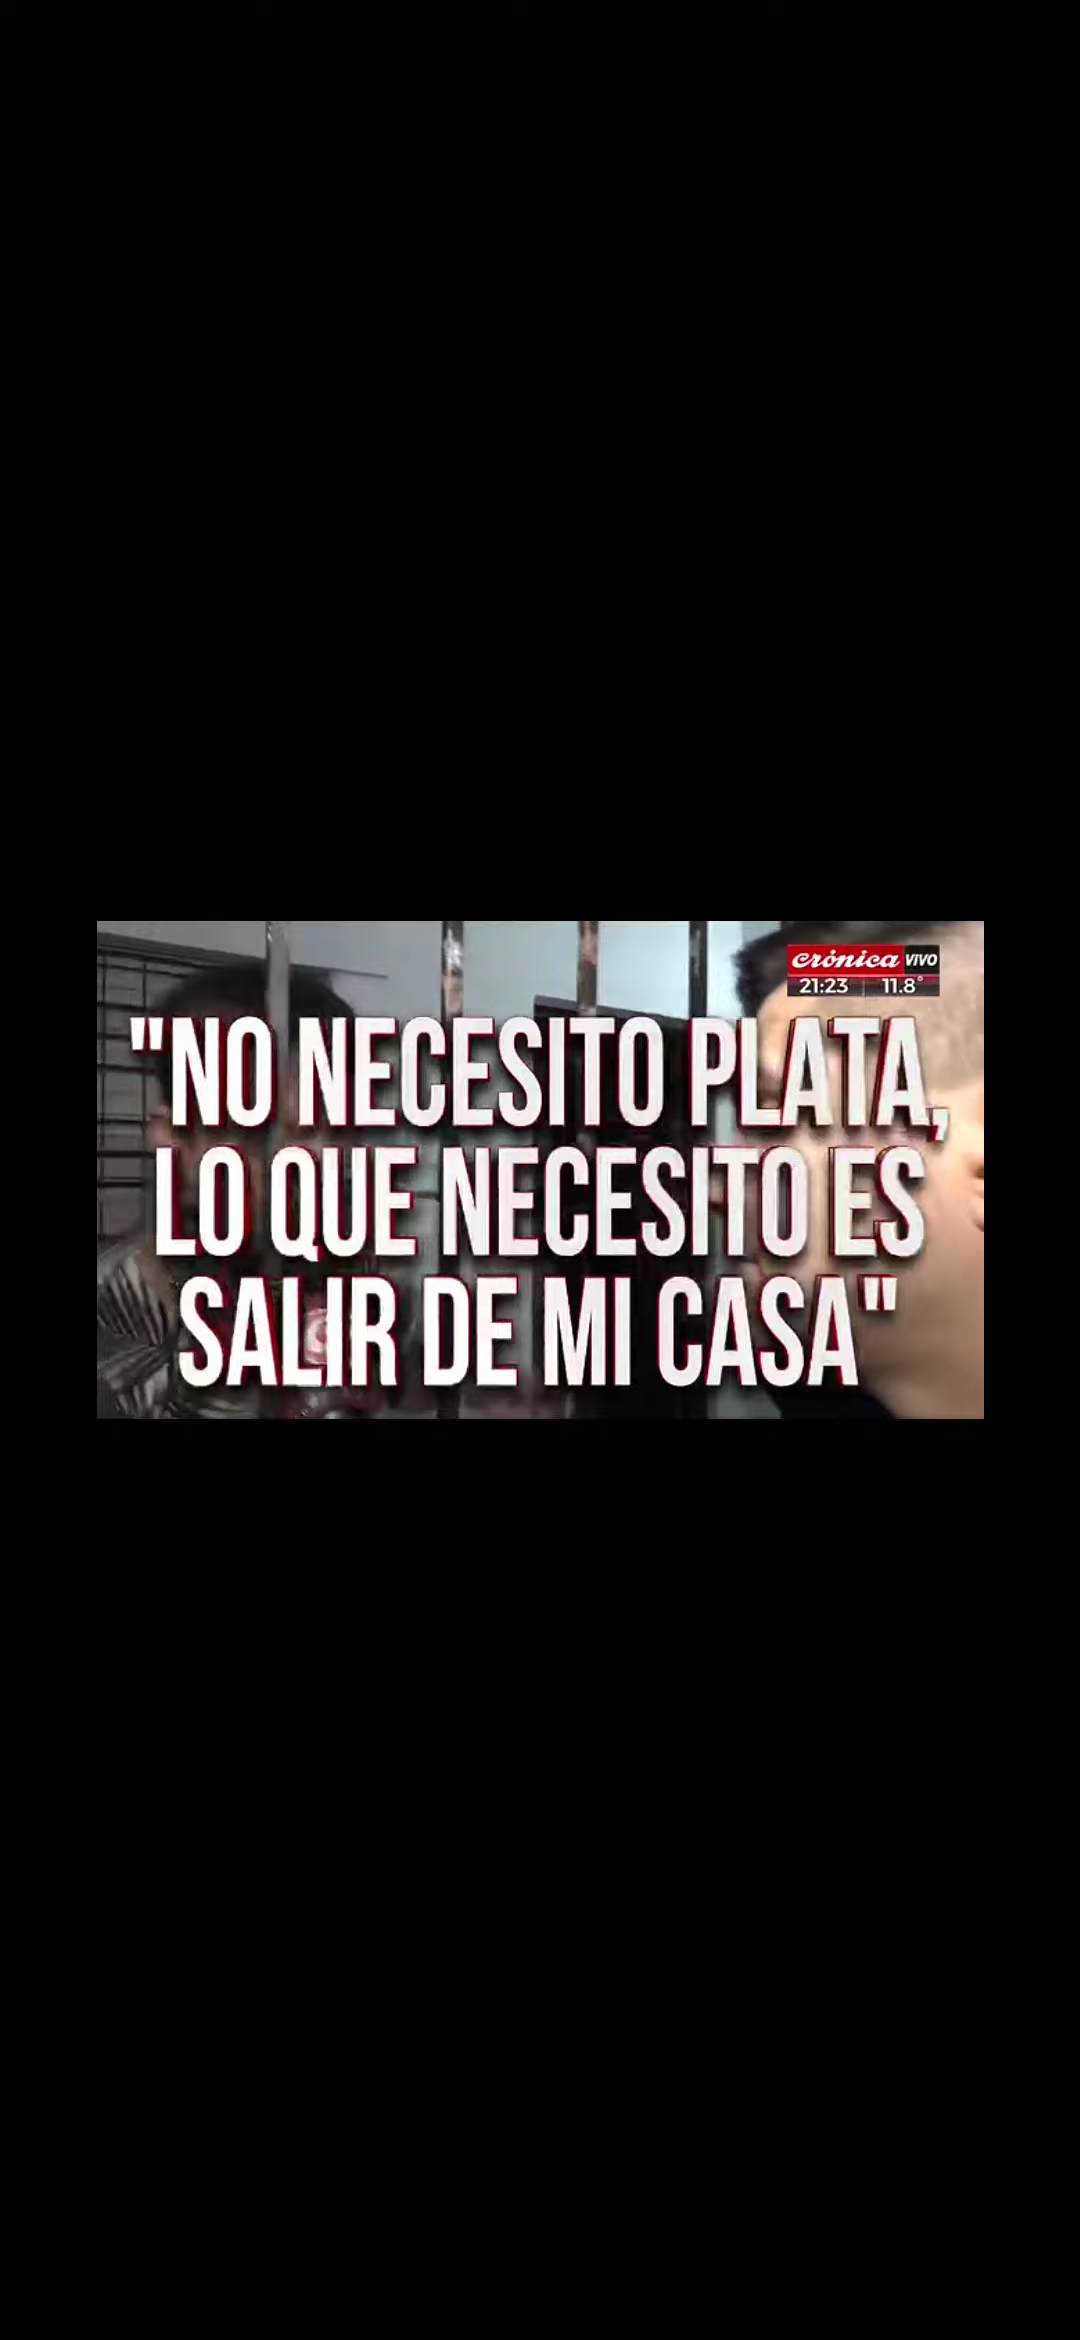 crónica VIVO
21:23 11.8°
"NO NECESITO PLATA,
LO QUE NECESITO ES
SALIR DE MI CASA"